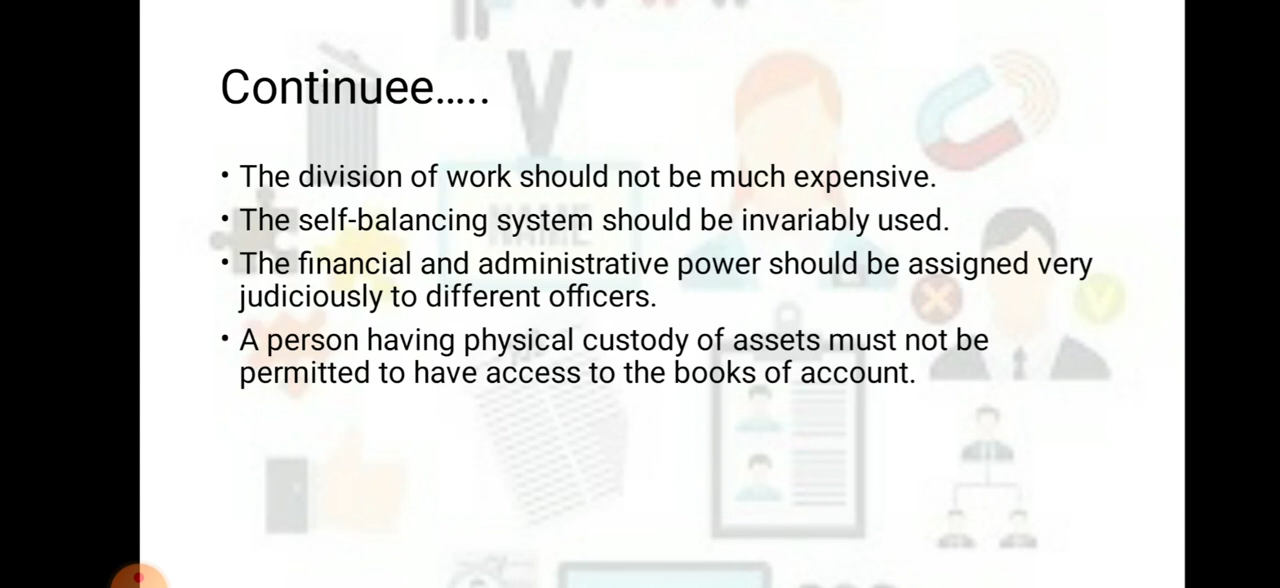 Continuee.....
• The division of work should not be much expensive.
• The self-balancing system should be invariably used.
• The financial and administrative power should be assigned very
judiciously to different officers.
• A person having physical custody of assets must not be
permitted to have access to the books of account.
NAME